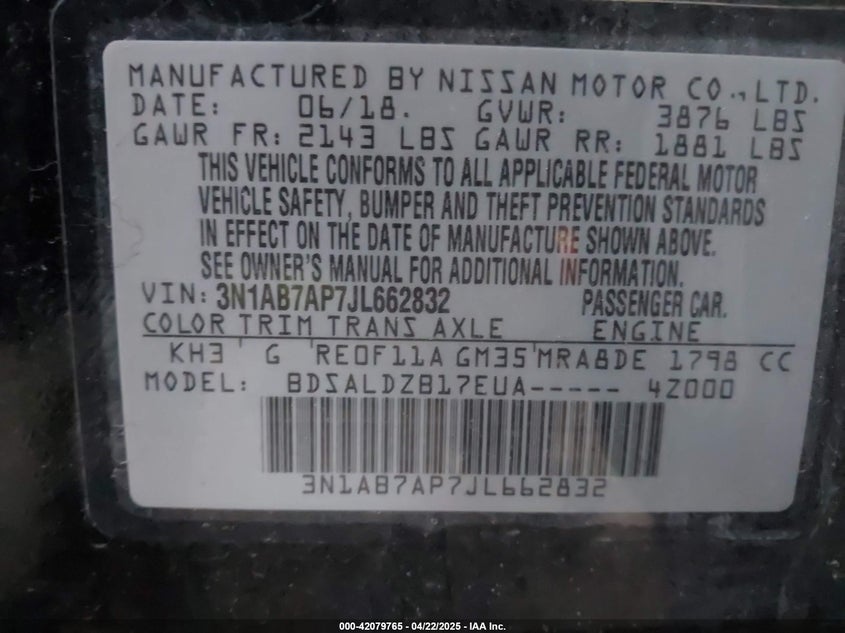 MANUFACTURED BY NISSAN MOTOR CO., LTD.
DATE: 06/18. GVWR: 3876 LBS
GAWR FR: 2143 LBS GAWR RR: 1881 LBS
THIS VEHICLE CONFORMS TO ALL APPLICABLE FEDERAL MOTOR
VEHICLE SAFETY, BUMPER AND THEFT PREVENTION STANDARDS
IN EFFECT ON THE DATE OF MANUFACTURE SHOWN ABOVE.
SEE OWNER'S MANUAL FOR ADDITIONAL INFORMATION.
VIN: 3N1AB7AP7JL662832 PASSENGER CAR.
COLOR TRIM TRANS AXLE ENGINE
KH3 G RE0F11A GM35 MRA8DE 1798 CC
MODEL: BDSALDZB17EUA----- 4Z000
3N1AB7AP7JL662832
000-42079765 - 04/22/2025 - IAA Inc.